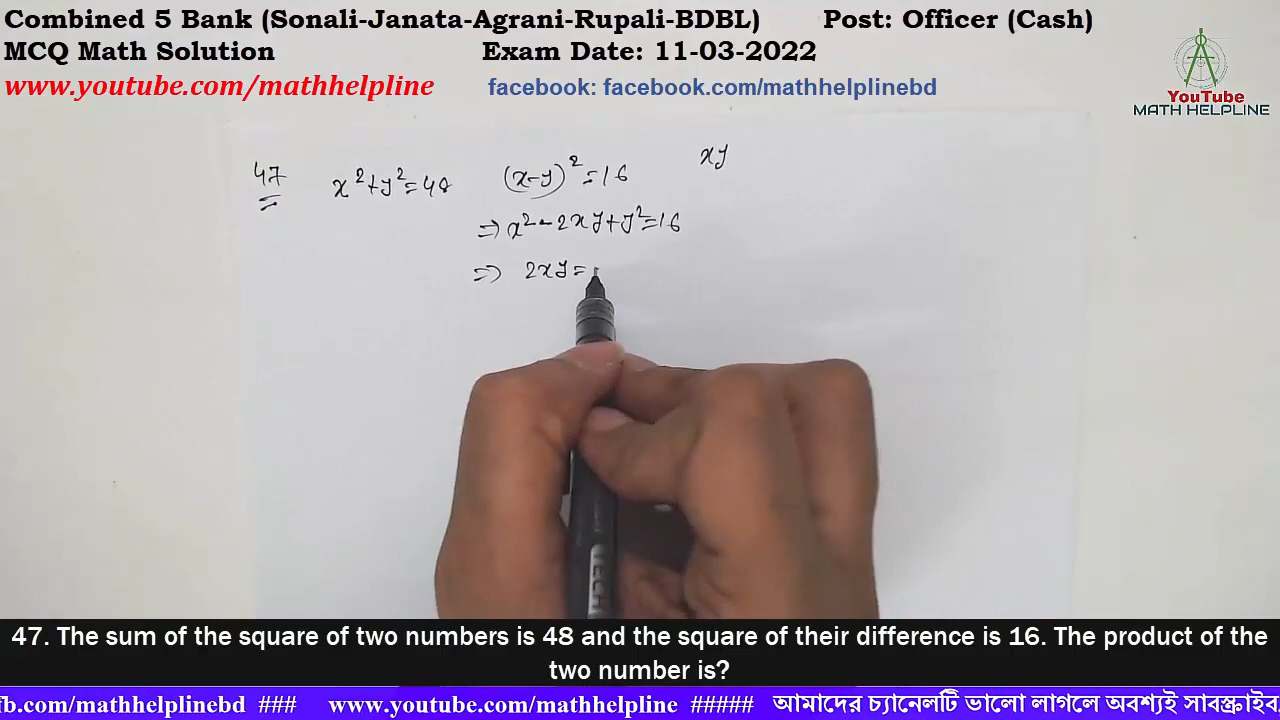 Combined 5 Bank (Sonali-Janata-Agrani-Rupali-BDBL) Post: Officer (Cash)
MCQ Math Solution Exam Date: 11-03-2022
www.youtube.com/mathhelpline facebook: facebook.com/mathhelplinebd
YouTube
MATH HELPLINE
47 x²+y²=48 (x-y)²=16 xy
⇒x²-2xy+y²=16
⇒ 2xy=
47. The sum of the square of two numbers is 48 and the square of their difference is 16. The product of the
two number is?
fb.com/mathhelplinebd ### www.youtube.com/mathhelpline ##### আমাদের চ্যানেলটি ভালো লাগলে অবশ্যই সাবস্ক্রাইব